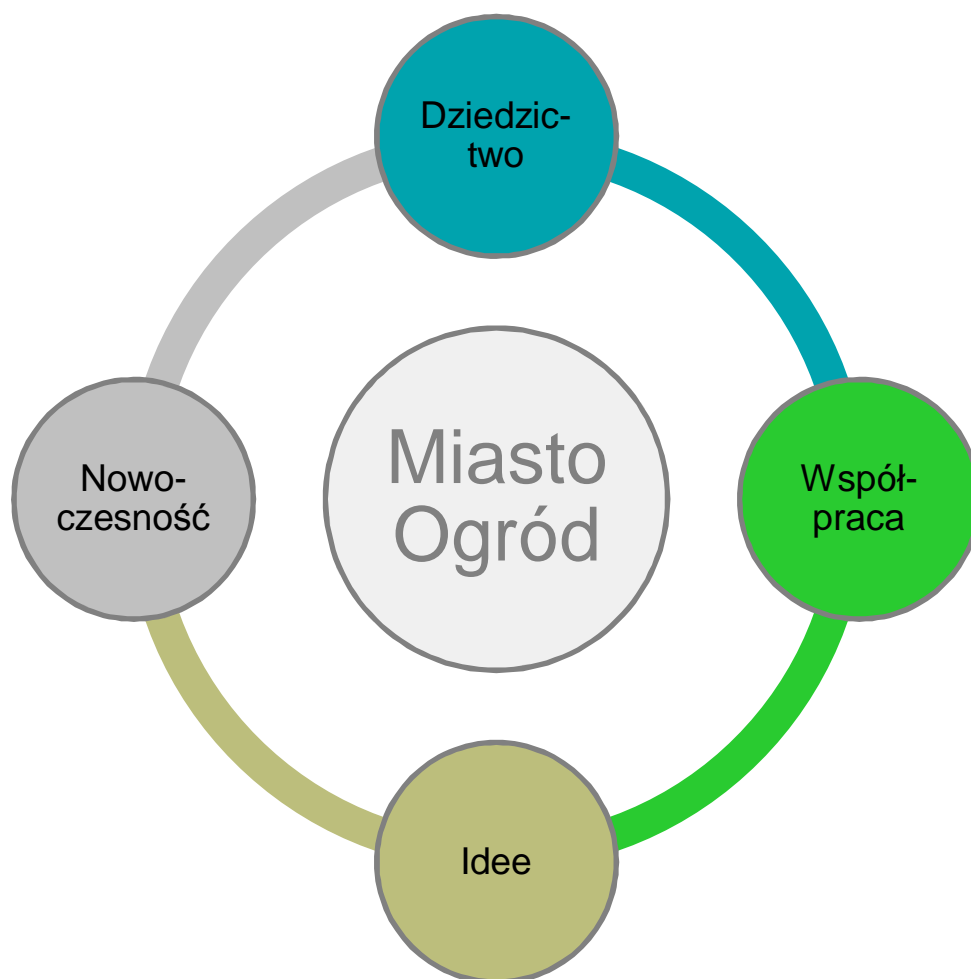 Dziedzic-
two
Nowo-
czesność
Miasto
Ogród
Współ-
praca
Idee